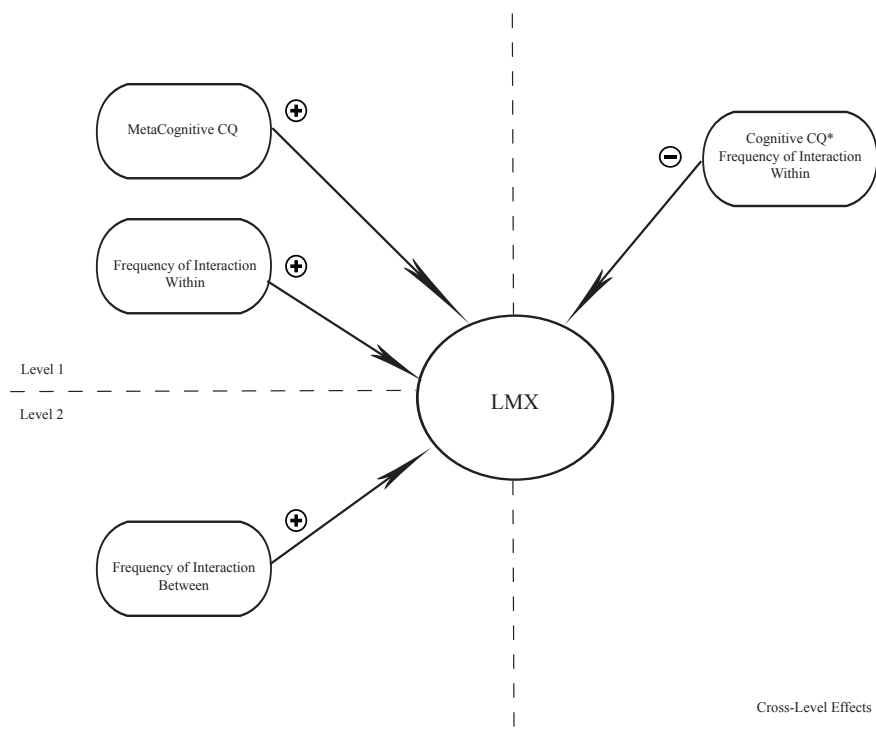 MetaCognitive CQ
+
Cognitive CQ*
Frequency of Interaction
Within
−
Frequency of Interaction
Within
+
Level 1
Level 2
LMX
Frequency of Interaction
Between
+
Cross-Level Effects